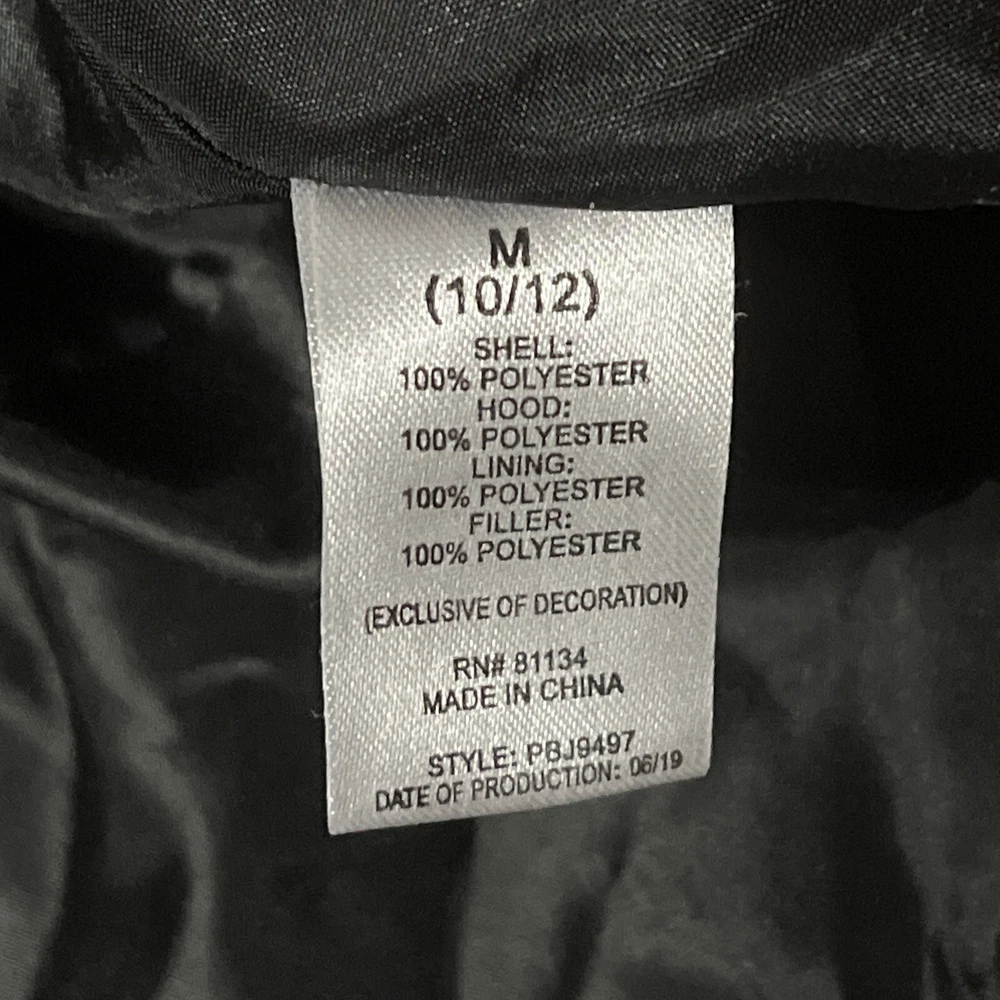 M
(10/12)
SHELL:
100% POLYESTER
HOOD:
100% POLYESTER
LINING:
100% POLYESTER
FILLER:
100% POLYESTER
(EXCLUSIVE OF DECORATION)
RN# 81134
MADE IN CHINA
STYLE: PBJ9497
DATE OF PRODUCTION: 06/19